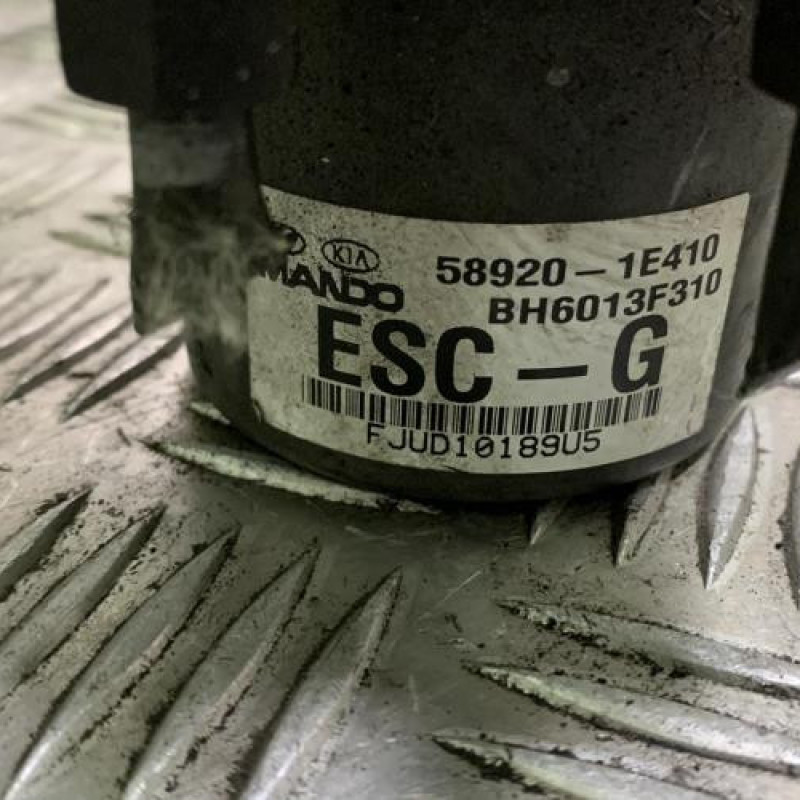 KIA
MANDO
58920-1E410
BH6013F310
ESC-G
FJUD10189U5